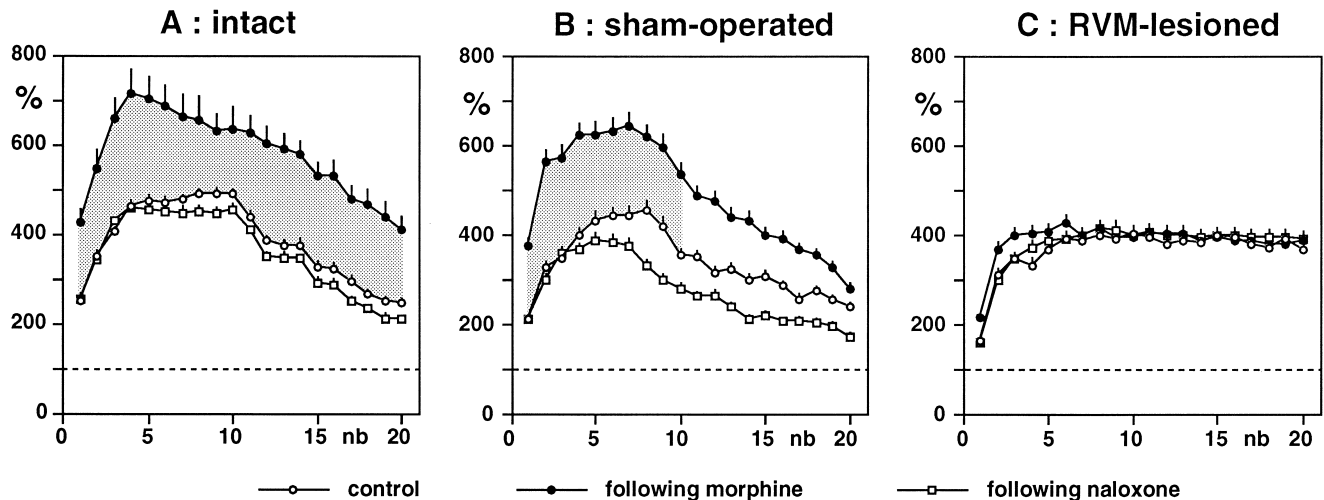 A : intact
B : sham-operated
C : RVM-lesioned
800
%
600
400
200
0
0 5 10 15 nb 20
800
%
600
400
200
0
0 5 10 15 nb 20
800
%
600
400
200
0
0 5 10 15 nb 20
control
following morphine
following naloxone